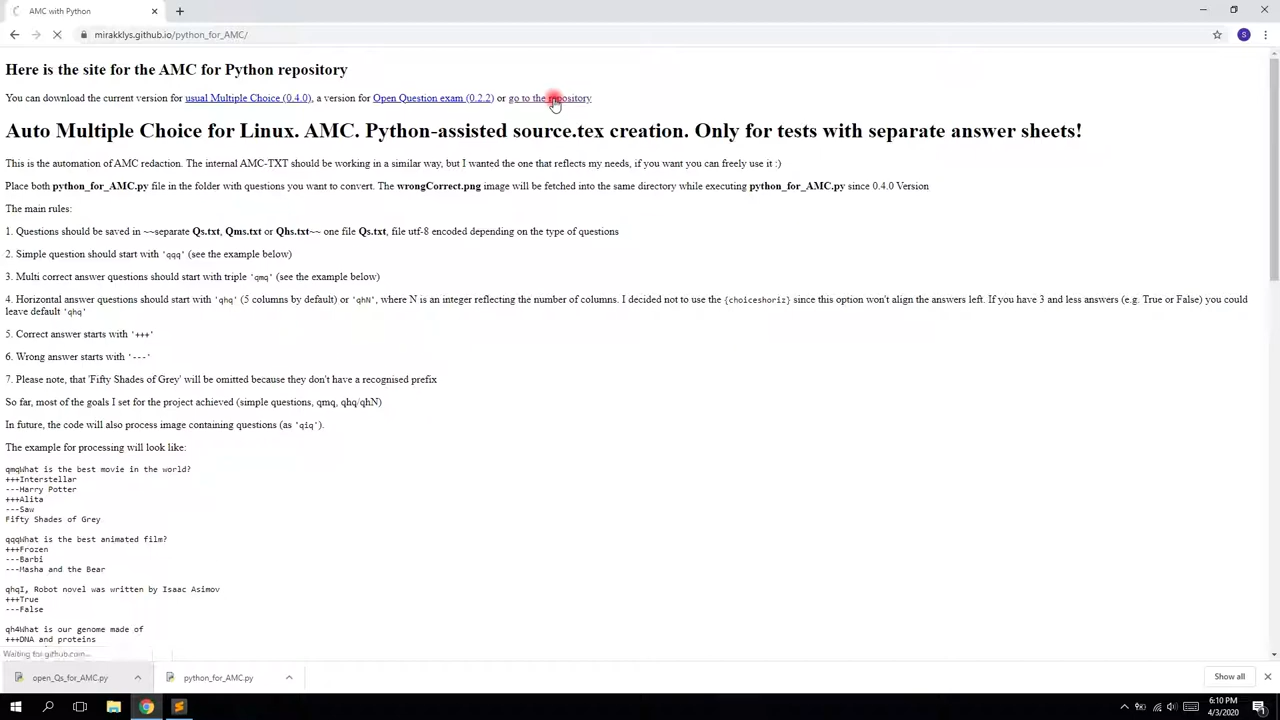 AMC with Python
mirakklys.github.io/python_for_AMC/
S
Here is the site for the AMC for Python repository
You can download the current version for usual Multiple Choice (0.4.0), a version for Open Question exam (0.2.2) or go to the repository
Auto Multiple Choice for Linux. AMC. Python-assisted source.tex creation. Only for tests with separate answer sheets!
This is the automation of AMC redaction. The internal AMC-TXT should be working in a similar way, but I wanted the one that reflects my needs, if you want you can freely use it :)
Place both python_for_AMC.py file in the folder with questions you want to convert. The wrongCorrect.png image will be fetched into the same directory while executing python_for_AMC.py since 0.4.0 Version
The main rules:
1. Questions should be saved in ~~separate Qs.txt, Qms.txt or Qhs.txt~~ one file Qs.txt, file utf-8 encoded depending on the type of questions
2. Simple question should start with 'qqq' (see the example below)
3. Multi correct answer questions should start with triple 'qmq' (see the example below)
4. Horizontal answer questions should start with 'qhq' (5 columns by default) or 'qhN', where N is an integer reflecting the number of columns. I decided not to use the {choiceshoriz} since this option won't align the answers left. If you have 3 and less answers (e.g. True or False) you could
leave default 'qhq'
5. Correct answer starts with '+++'
6. Wrong answer starts with '---'
7. Please note, that 'Fifty Shades of Grey' will be omitted because they don't have a recognised prefix
So far, most of the goals I set for the project achieved (simple questions, qmq, qhq/qhN)
In future, the code will also process image containing questions (as 'qiq').
The example for processing will look like:
qmqWhat is the best movie in the world?
+++Interstellar
---Harry Potter
+++Alita
---Saw
Fifty Shades of Grey
qqqWhat is the best animated film?
+++Frozen
---Barbi
---Masha and the Bear
qhqI, Robot novel was written by Isaac Asimov
+++True
---False
qh4What is our genome made of
+++DNA and proteins
Waiting for github.com...
open_Qs_for_AMC.py
python_for_AMC.py
Show all
6:10 PM
4/3/2020